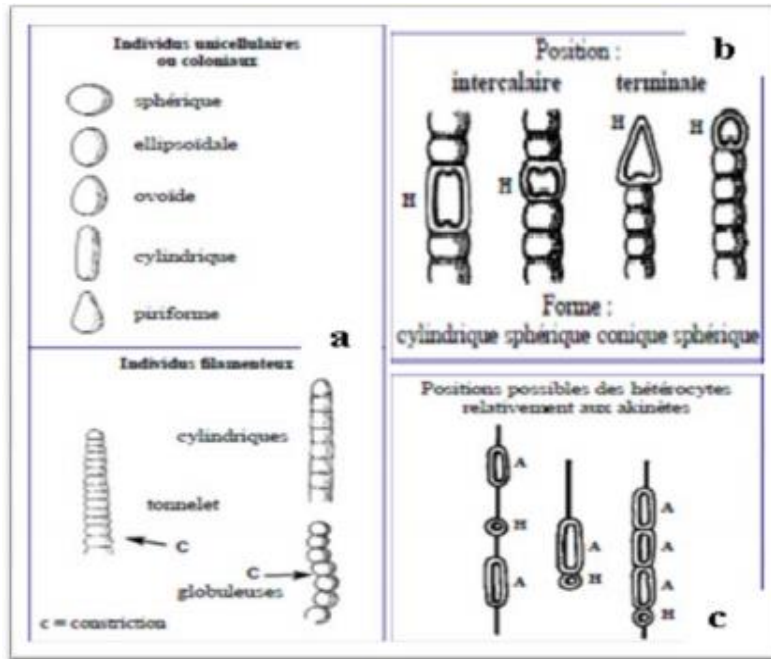 Individus unicellulaires
ou coloniaux
sphérique
ellipsoïdale
ovoïde
cylindrique
piriforme
a
Individus filamenteux
cylindriques
tonnelet
C
C
globuleuses
c = constriction
b
Position :
intercalaire terminale
H
H
H
H
Forme :
cylindrique sphérique conique sphérique
Positions possibles des hétérocytes
relativement aux akinètes
A
H
A
A
H
A
A
A
H
c